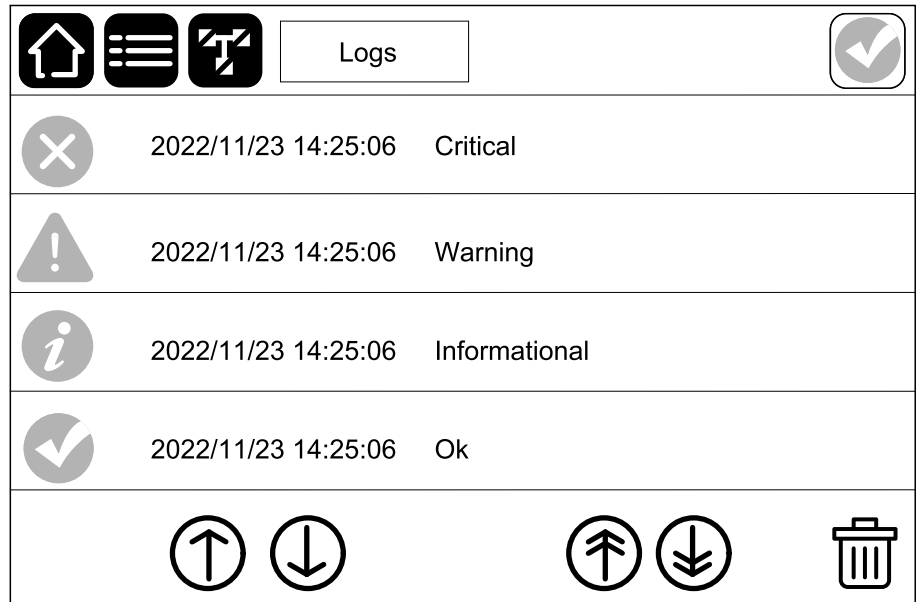 Logs
2022/11/23 14:25:06 Critical
2022/11/23 14:25:06 Warning
2022/11/23 14:25:06 Informational
2022/11/23 14:25:06 Ok